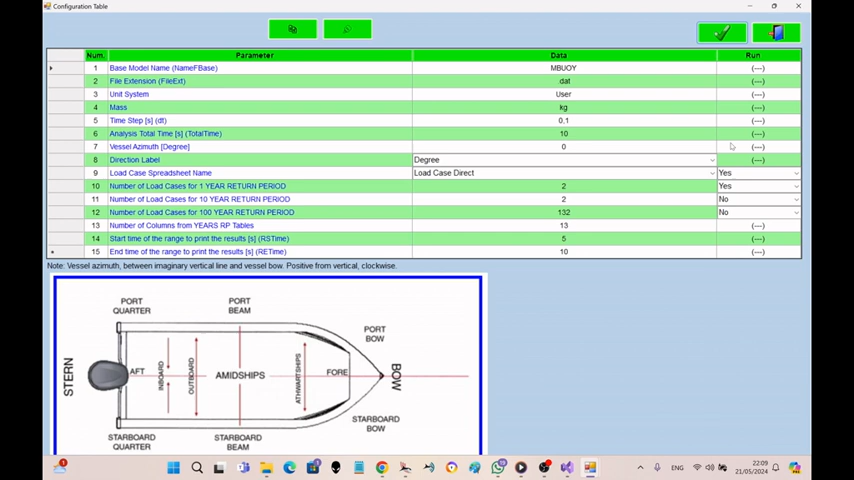 Configuration Table
Num. Parameter Data Run
1 Base Model Name (NameFBase) MBUOY (---)
2 File Extension (FileExt) dat (---)
3 Unit System User (---)
4 Mass kg (---)
5 Time Step [s] (dt) 0.1 (---)
6 Analysis Total Time [s] (TotalTime) 10 (---)
7 Vessel Azimuth [Degree] 0 (---)
8 Direction Label Degree (---)
9 Load Case Spreadsheet Name Load Case Direct Yes
10 Number of Load Cases for 1 YEAR RETURN PERIOD 2 Yes
11 Number of Load Cases for 10 YEAR RETURN PERIOD 2 No
12 Number of Load Cases for 100 YEAR RETURN PERIOD 132 No
13 Number of Columns from YEARS RP Tables 13 (---)
14 Start time of the range to print the results [s] (RSTime) 5 (---)
15 End time of the range to print the results [s] (RETime) 10 (---)
Note: Vessel azimuth, between imaginary vertical line and vessel bow. Positive from vertical, clockwise.
PORT QUARTER
PORT BEAM
PORT BOW
STERN
AFT
INBOARD
OUTBOARD
AMIDSHIPS
ATHWARTSHIPS
FORE
BOW
STARBOARD BOW
STARBOARD QUARTER
STARBOARD BEAM
ENG
22:09
21/05/2024